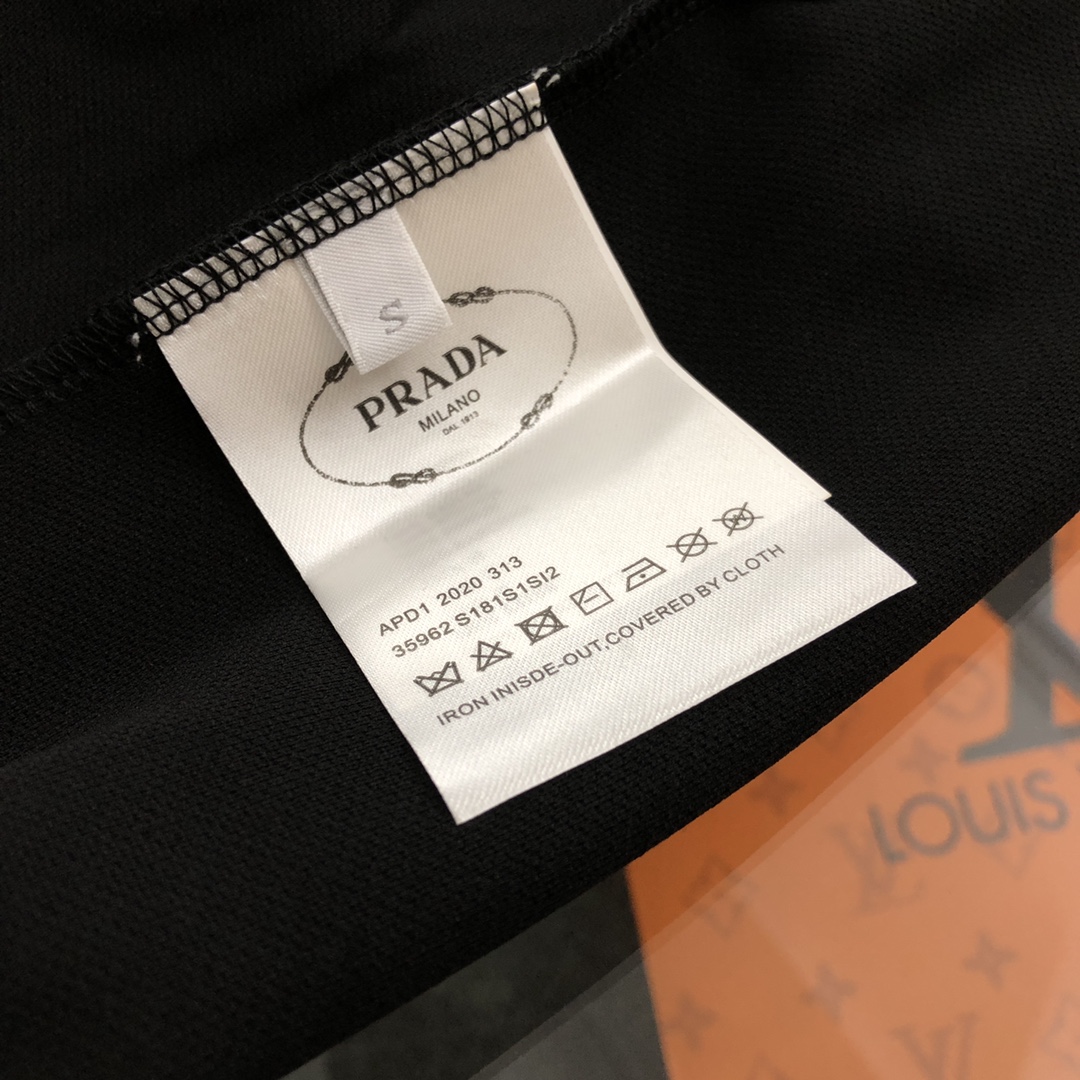 S
PRADA
MILANO
DAL 1913
APD1 2020 313
35962 S181S1SI2
IRON INISDE-OUT.COVERED BY CLOTH
LOUIS